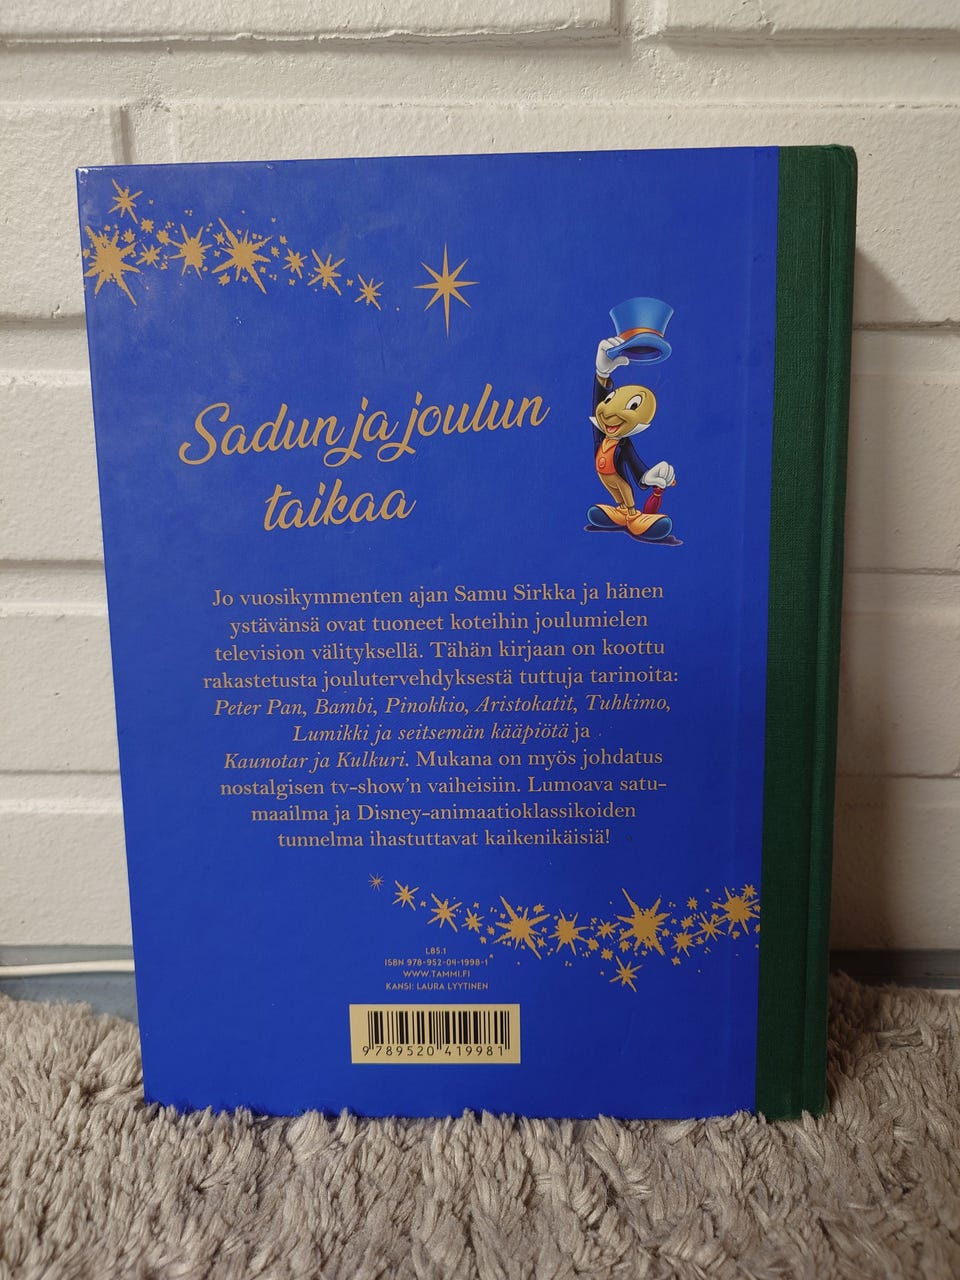 Sadun ja joulun
taikaa
Jo vuosikymmenten ajan Samu Sirkka ja hänen
ystävänsä ovat tuoneet koteihin joulumielen
television välityksellä. Tähän kirjaan on koottu
rakastetusta joulutervehdyksestä tuttuja tarinoita:
Peter Pan, Bambi, Pinokkio, Aristokatit, Tuhkimo,
Lumikki ja seitsemän kääpiötä ja
Kaunotar ja Kulkuri. Mukana on myös johdatus
nostalgisen tv-show'n vaiheisiin. Lumoava satu-
maailma ja Disney-animaatioklassikoiden
tunnelma ihastuttavat kaikenikäisiä!
L85.1
ISBN 978-952-04-1998-1
WWW.TAMMI.FI
KANSI: LAURA LYYTINEN
9789520419981